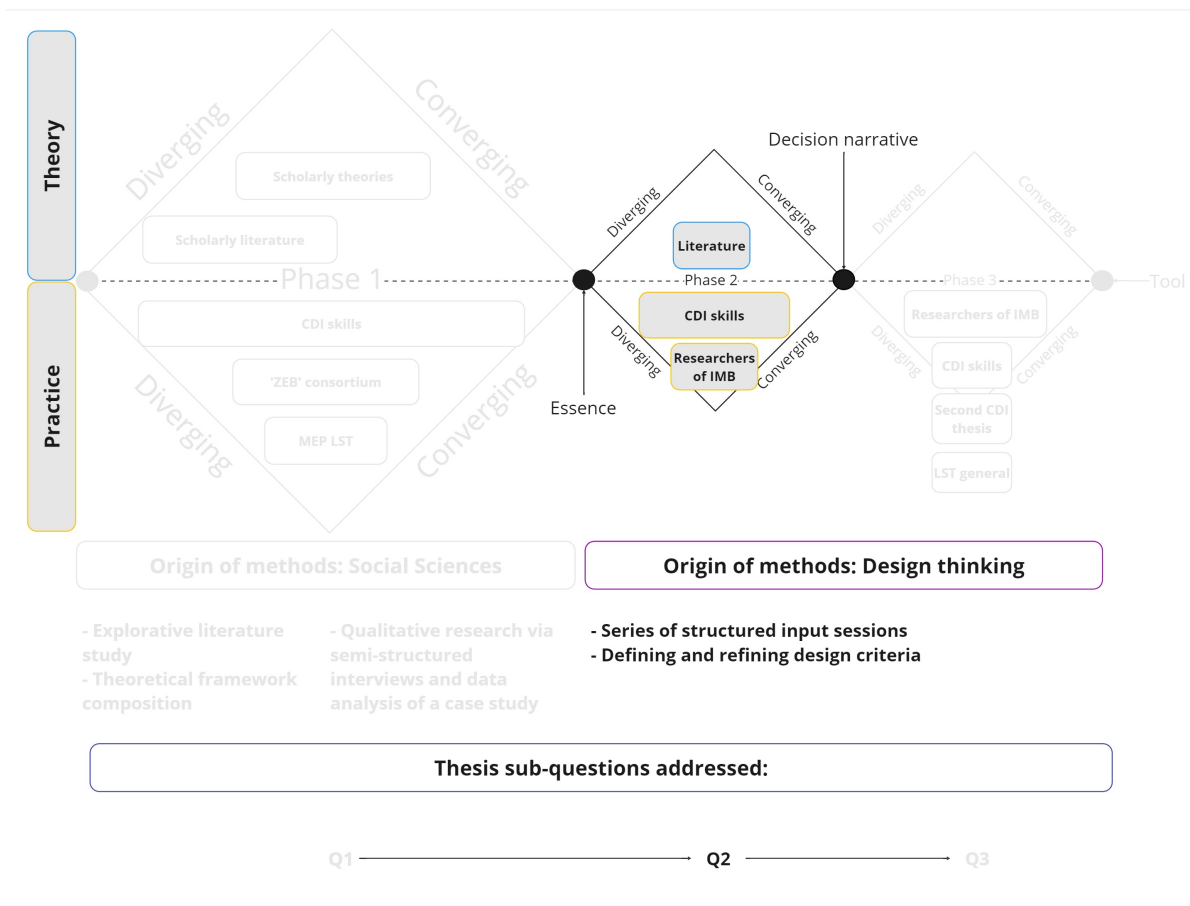 Theory
Practice
Diverging
Converging
Scholarly theories
Scholarly literature
Phase 1
CDI skills
'ZEB' consortium
MEP LST
Diverging
Converging
Decision narrative
Diverging
Converging
Literature
Phase 2
CDI skills
Researchers
of IMB
Diverging
Converging
Essence
Diverging
Converging
Phase 3
Tool
Researchers of IMB
CDI skills
Second CDI
thesis
LST general
Diverging
Converging
Origin of methods: Social Sciences
Origin of methods: Design thinking
- Explorative literature
study
- Theoretical framework
composition
- Qualitative research via
semi-structured
interviews and data
analysis of a case study
- Series of structured input sessions
- Defining and refining design criteria
Thesis sub-questions addressed:
Q1
Q2
Q3